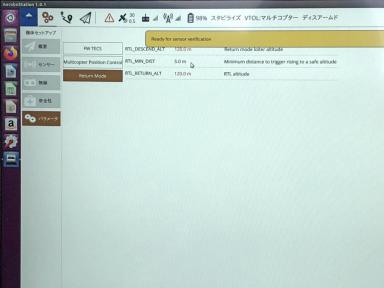 AeroboStation 1.0.1
30
0.5
98%
スタビライズ
VTOL:マルチコプター
ディスアームド
Ready for sensor verification
機体セットアップ
概要
センサー
無線
安全性
パラメータ
FW TECS
Multicopter Position Control
Return Mode
RTL_DESCEND_ALT 120.0 m Return mode loiter altitude
RTL_MIN_DIST 5.0 m Minimum distance to trigger rising to a safe altitude
RTL_RETURN_ALT 120.0 m RTL altitude